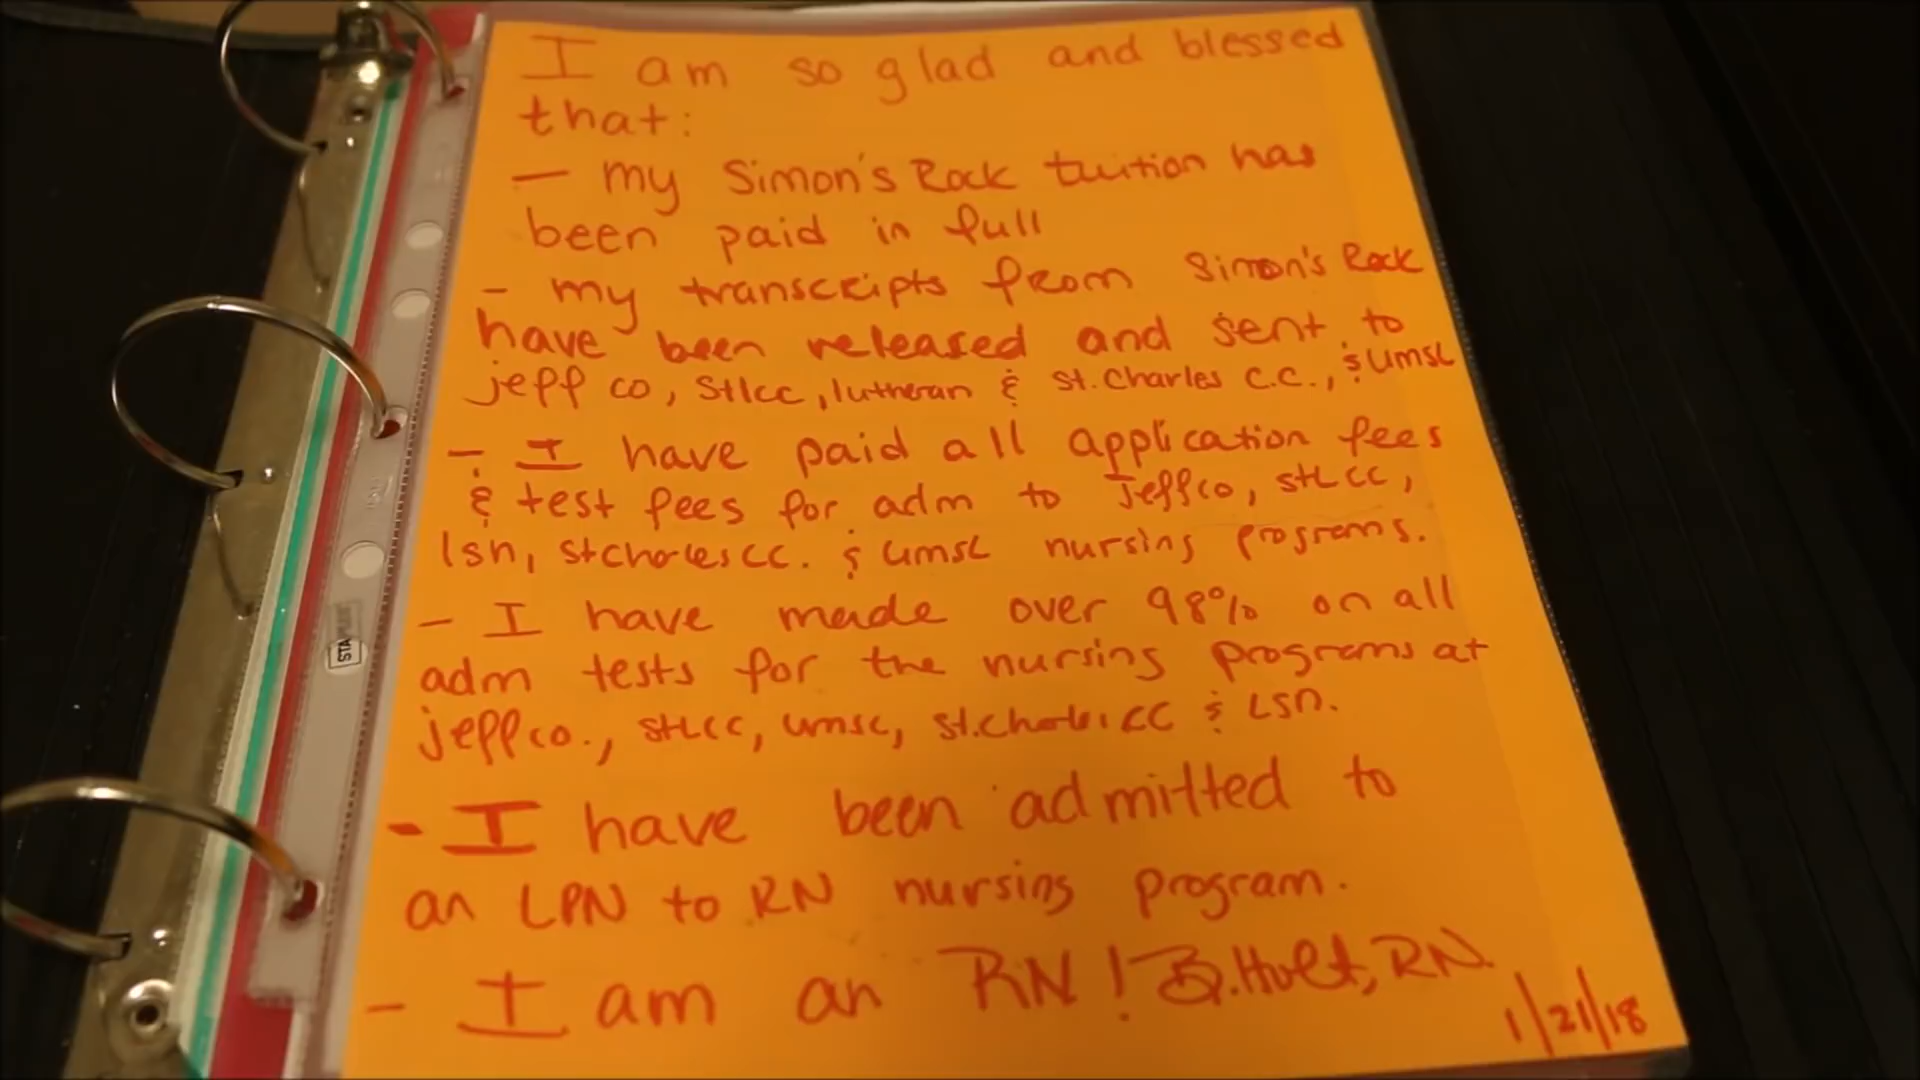 I am so glad and blessed
that:
— my Simon's Rock tuition has
been paid in full
- my transcripts from Simon's Rock
have been released and sent to
jeff co, stlcc, lutheran & St. Charles C.C., & UMSL
- I have paid all application fees
& test fees for adm to Jeffco, stLCC,
lsn, stcharles CC. & UMSL nursing programs.
- I have made over 98% on all
adm tests for the nursing programs at
jeffco., stLCC, umsc, st.Charles CC & LSN.
- I have been admitted to
an LPN to RN nursing program.
- I am an RN! B.Holt, RN.
1/21/18
STA